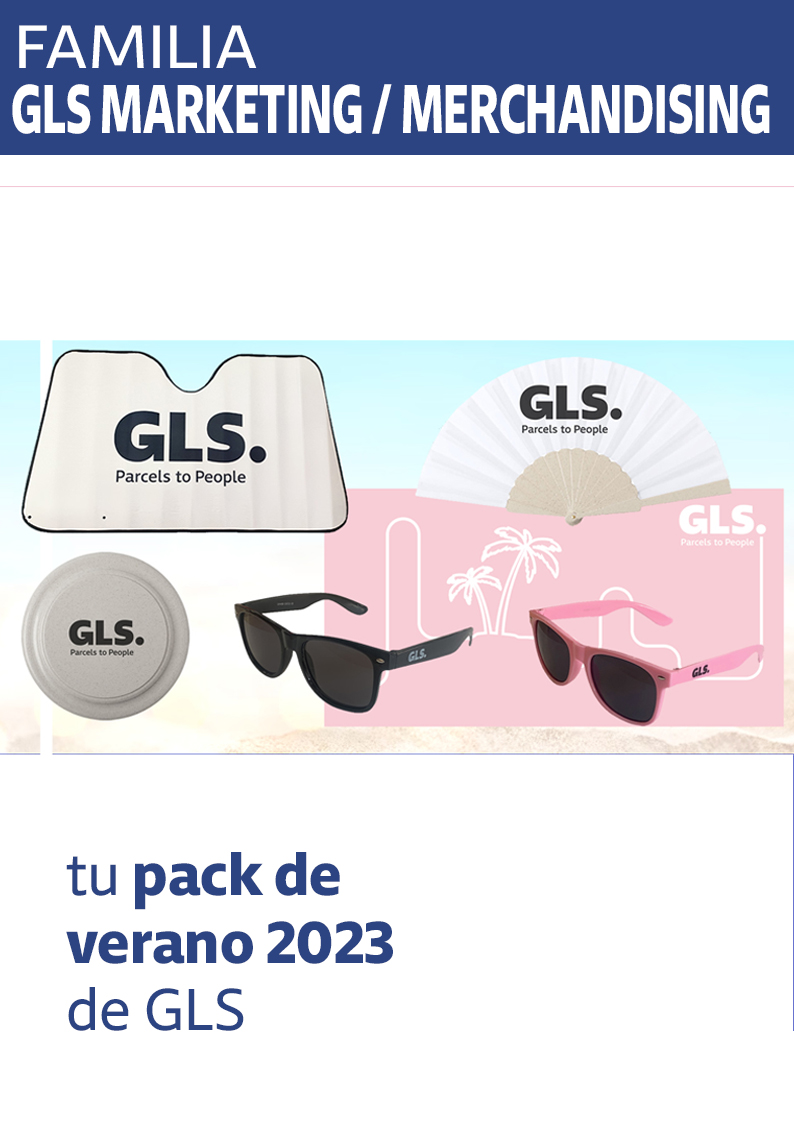 FAMILIA
GLS MARKETING / MERCHANDISING
GLS.
Parcels to People
GLS.
Parcels to People
GLS.
Parcels to People
GLS.
Parcels to People
GLS.
GLS.
tu pack de
verano 2023
de GLS